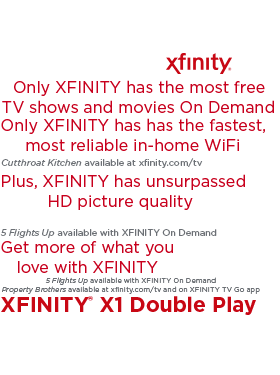 xfinity
Only XFINITY has the most free
TV shows and movies On Demand
Only XFINITY has has the fastest,
most reliable in-home WiFi
Cutthroat Kitchen available at xfinity.com/tv
Plus, XFINITY has unsurpassed
HD picture quality
5 Flights Up available with XFINITY On Demand
Get more of what you
love with XFINITY
5 Flights Up available with XFINITY On Demand
Property Brothers available at xfinity.com/tv and on XFINITY TV Go app
XFINITY® X1 Double Play